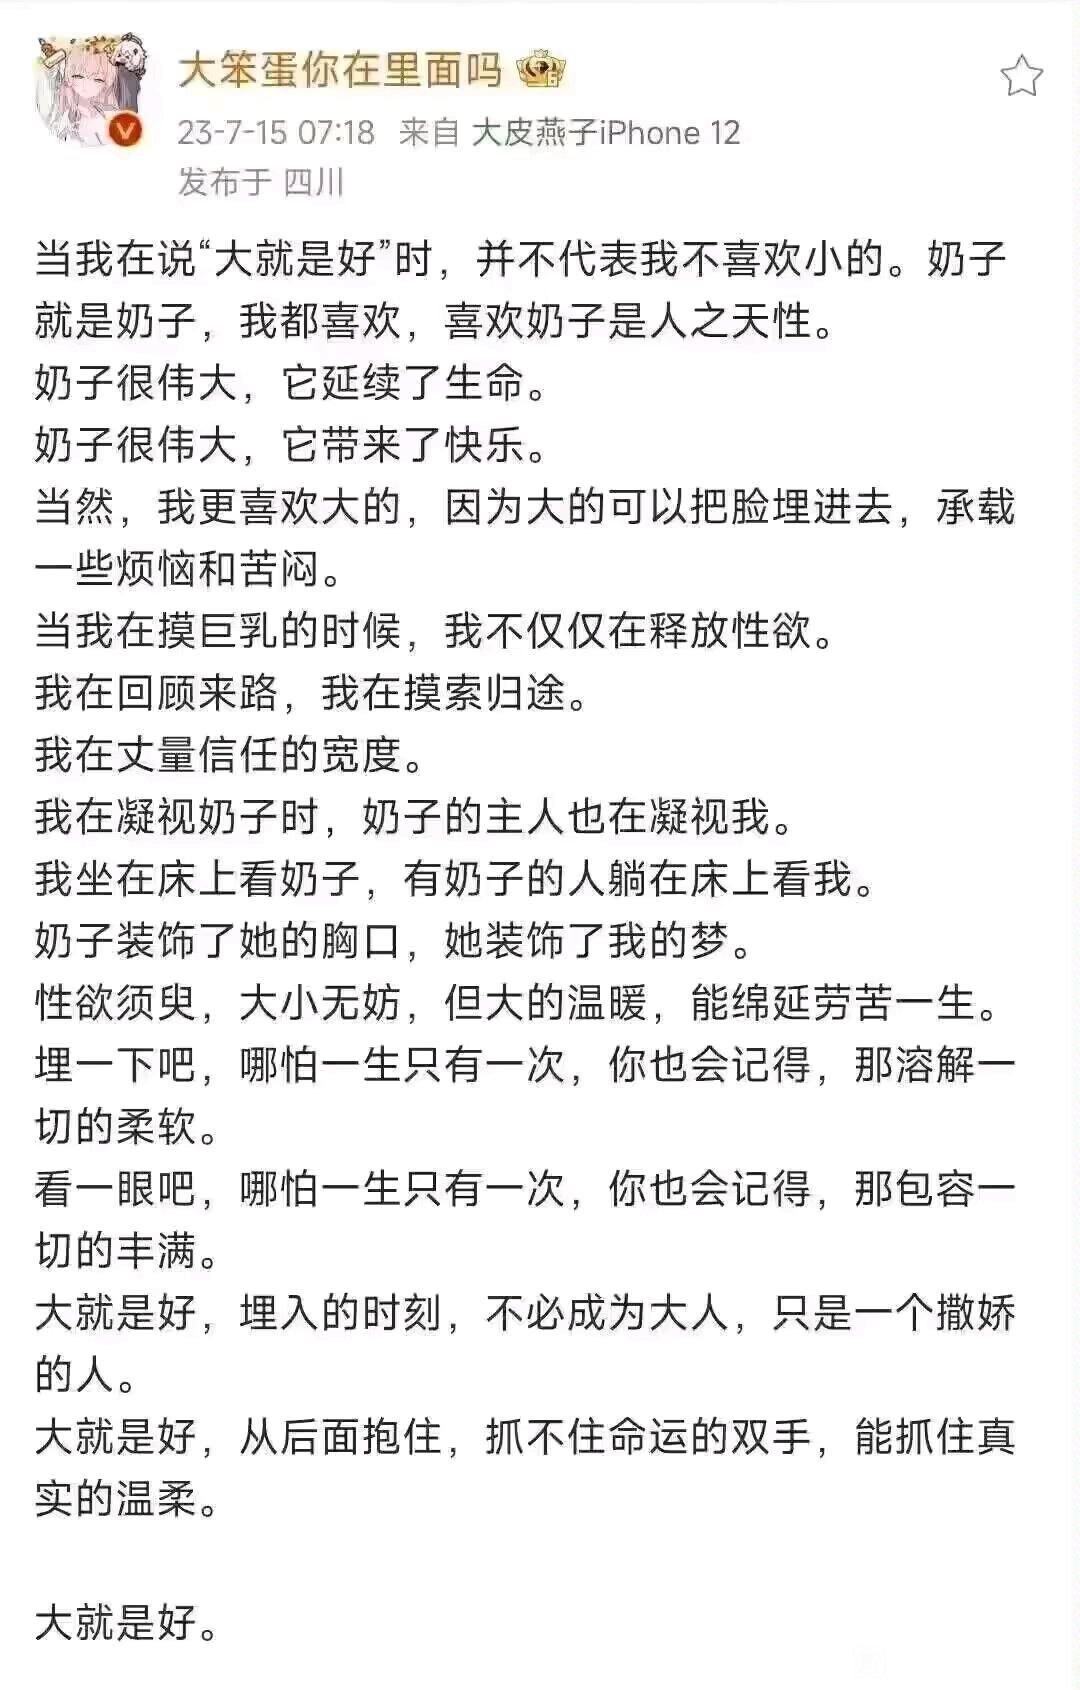 大笨蛋你在里面吗
23-7-15 07:18 来自 大皮燕子iPhone 12
发布于 四川
当我在说“大就是好”时，并不代表我不喜欢小的。奶子
就是奶子，我都喜欢，喜欢奶子是人之天性。
奶子很伟大，它延续了生命。
奶子很伟大，它带来了快乐。
当然，我更喜欢大的，因为大的可以把脸埋进去，承载
一些烦恼和苦闷。
当我在摸巨乳的时候，我不仅仅在释放性欲。
我在回顾来路，我在摸索归途。
我在丈量信任的宽度。
我在凝视奶子时，奶子的主人也在凝视我。
我坐在床上看奶子，有奶子的人躺在床上看我。
奶子装饰了她的胸口，她装饰了我的梦。
性欲须臾，大小无妨，但大的温暖，能绵延劳苦一生。
埋一下吧，哪怕一生只有一次，你也会记得，那溶解一
切的柔软。
看一眼吧，哪怕一生只有一次，你也会记得，那包容一
切的丰满。
大就是好，埋入的时刻，不必成为大人，只是一个撒娇
的人。
大就是好，从后面抱住，抓不住命运的双手，能抓住真
实的温柔。
大就是好。